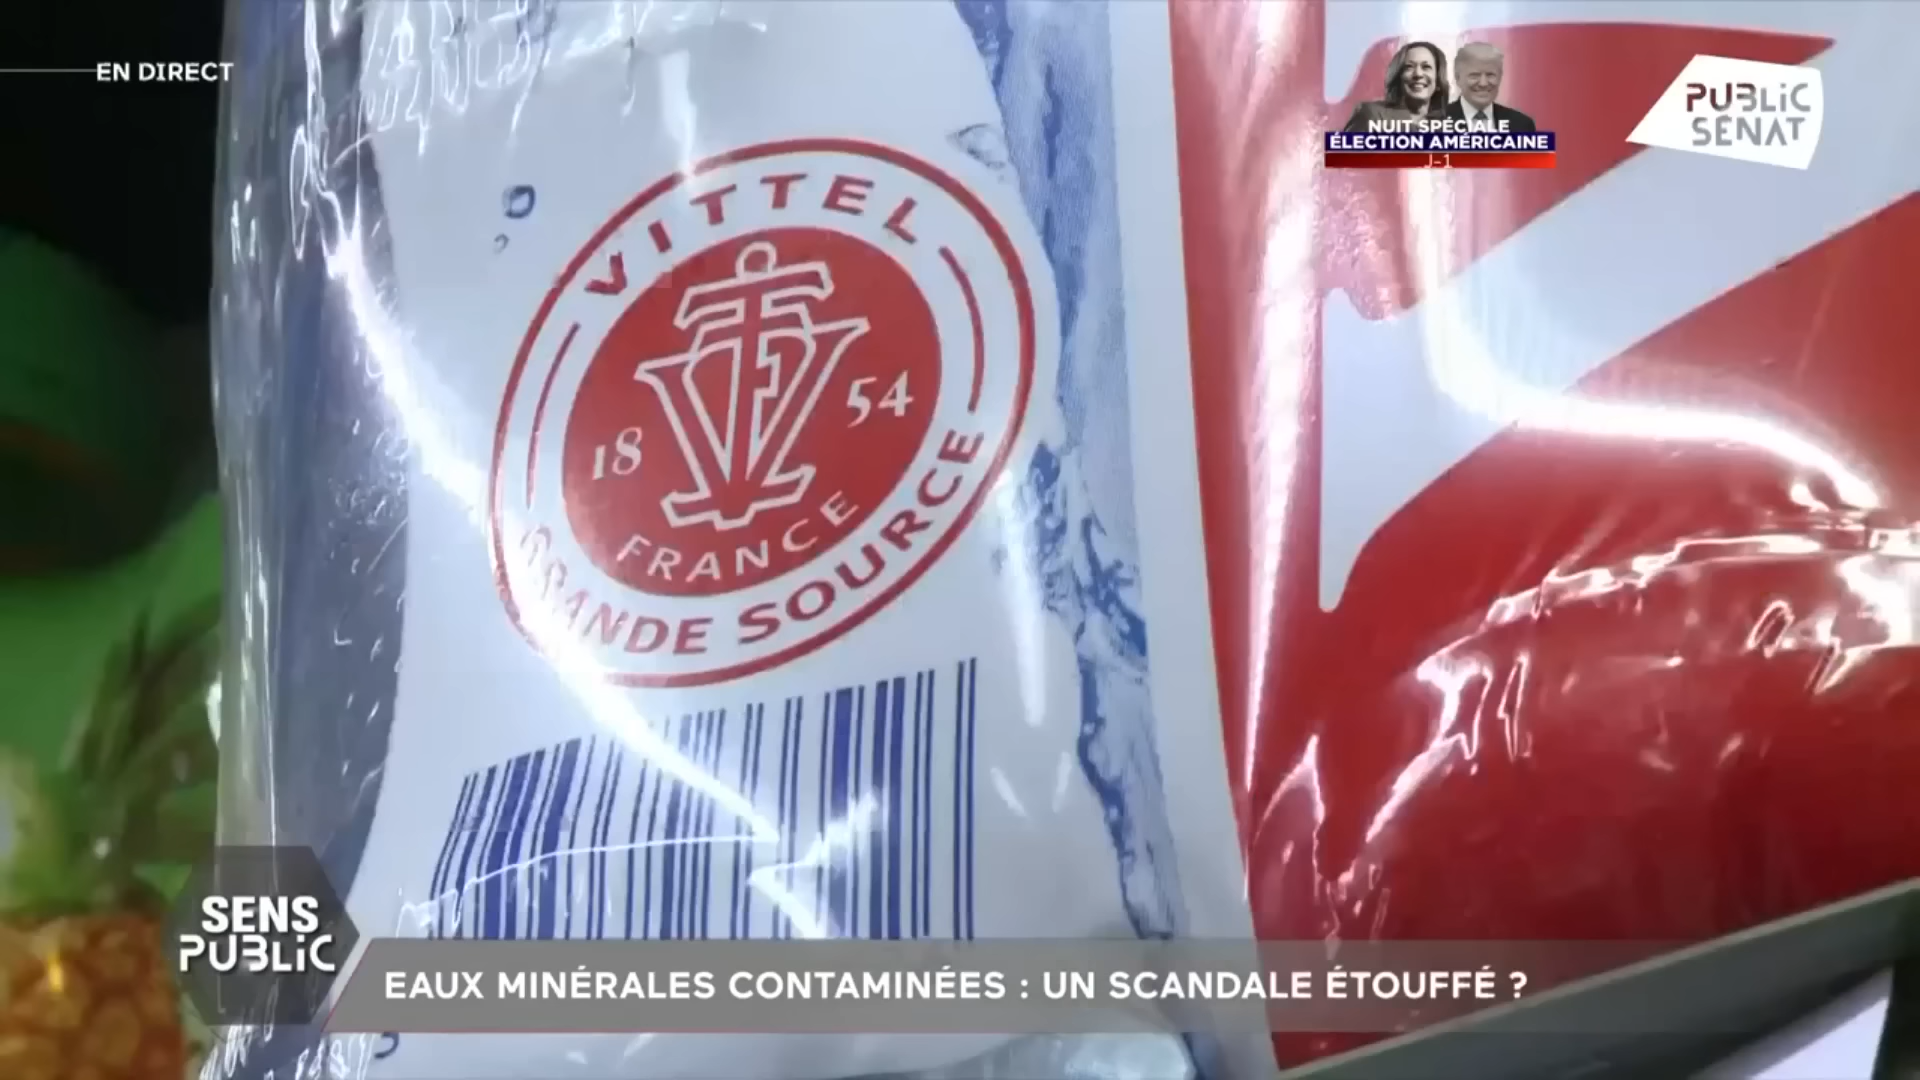 EN DIRECT
NUIT SPÉCIALE
ÉLECTION AMÉRICAINE
J-1
PUBLiC
SÉNAT
VITTEL
18 54
FRANCE
GRANDE SOURCE
SENS
PUBLiC
EAUX MINÉRALES CONTAMINÉES : UN SCANDALE ÉTOUFFÉ ?